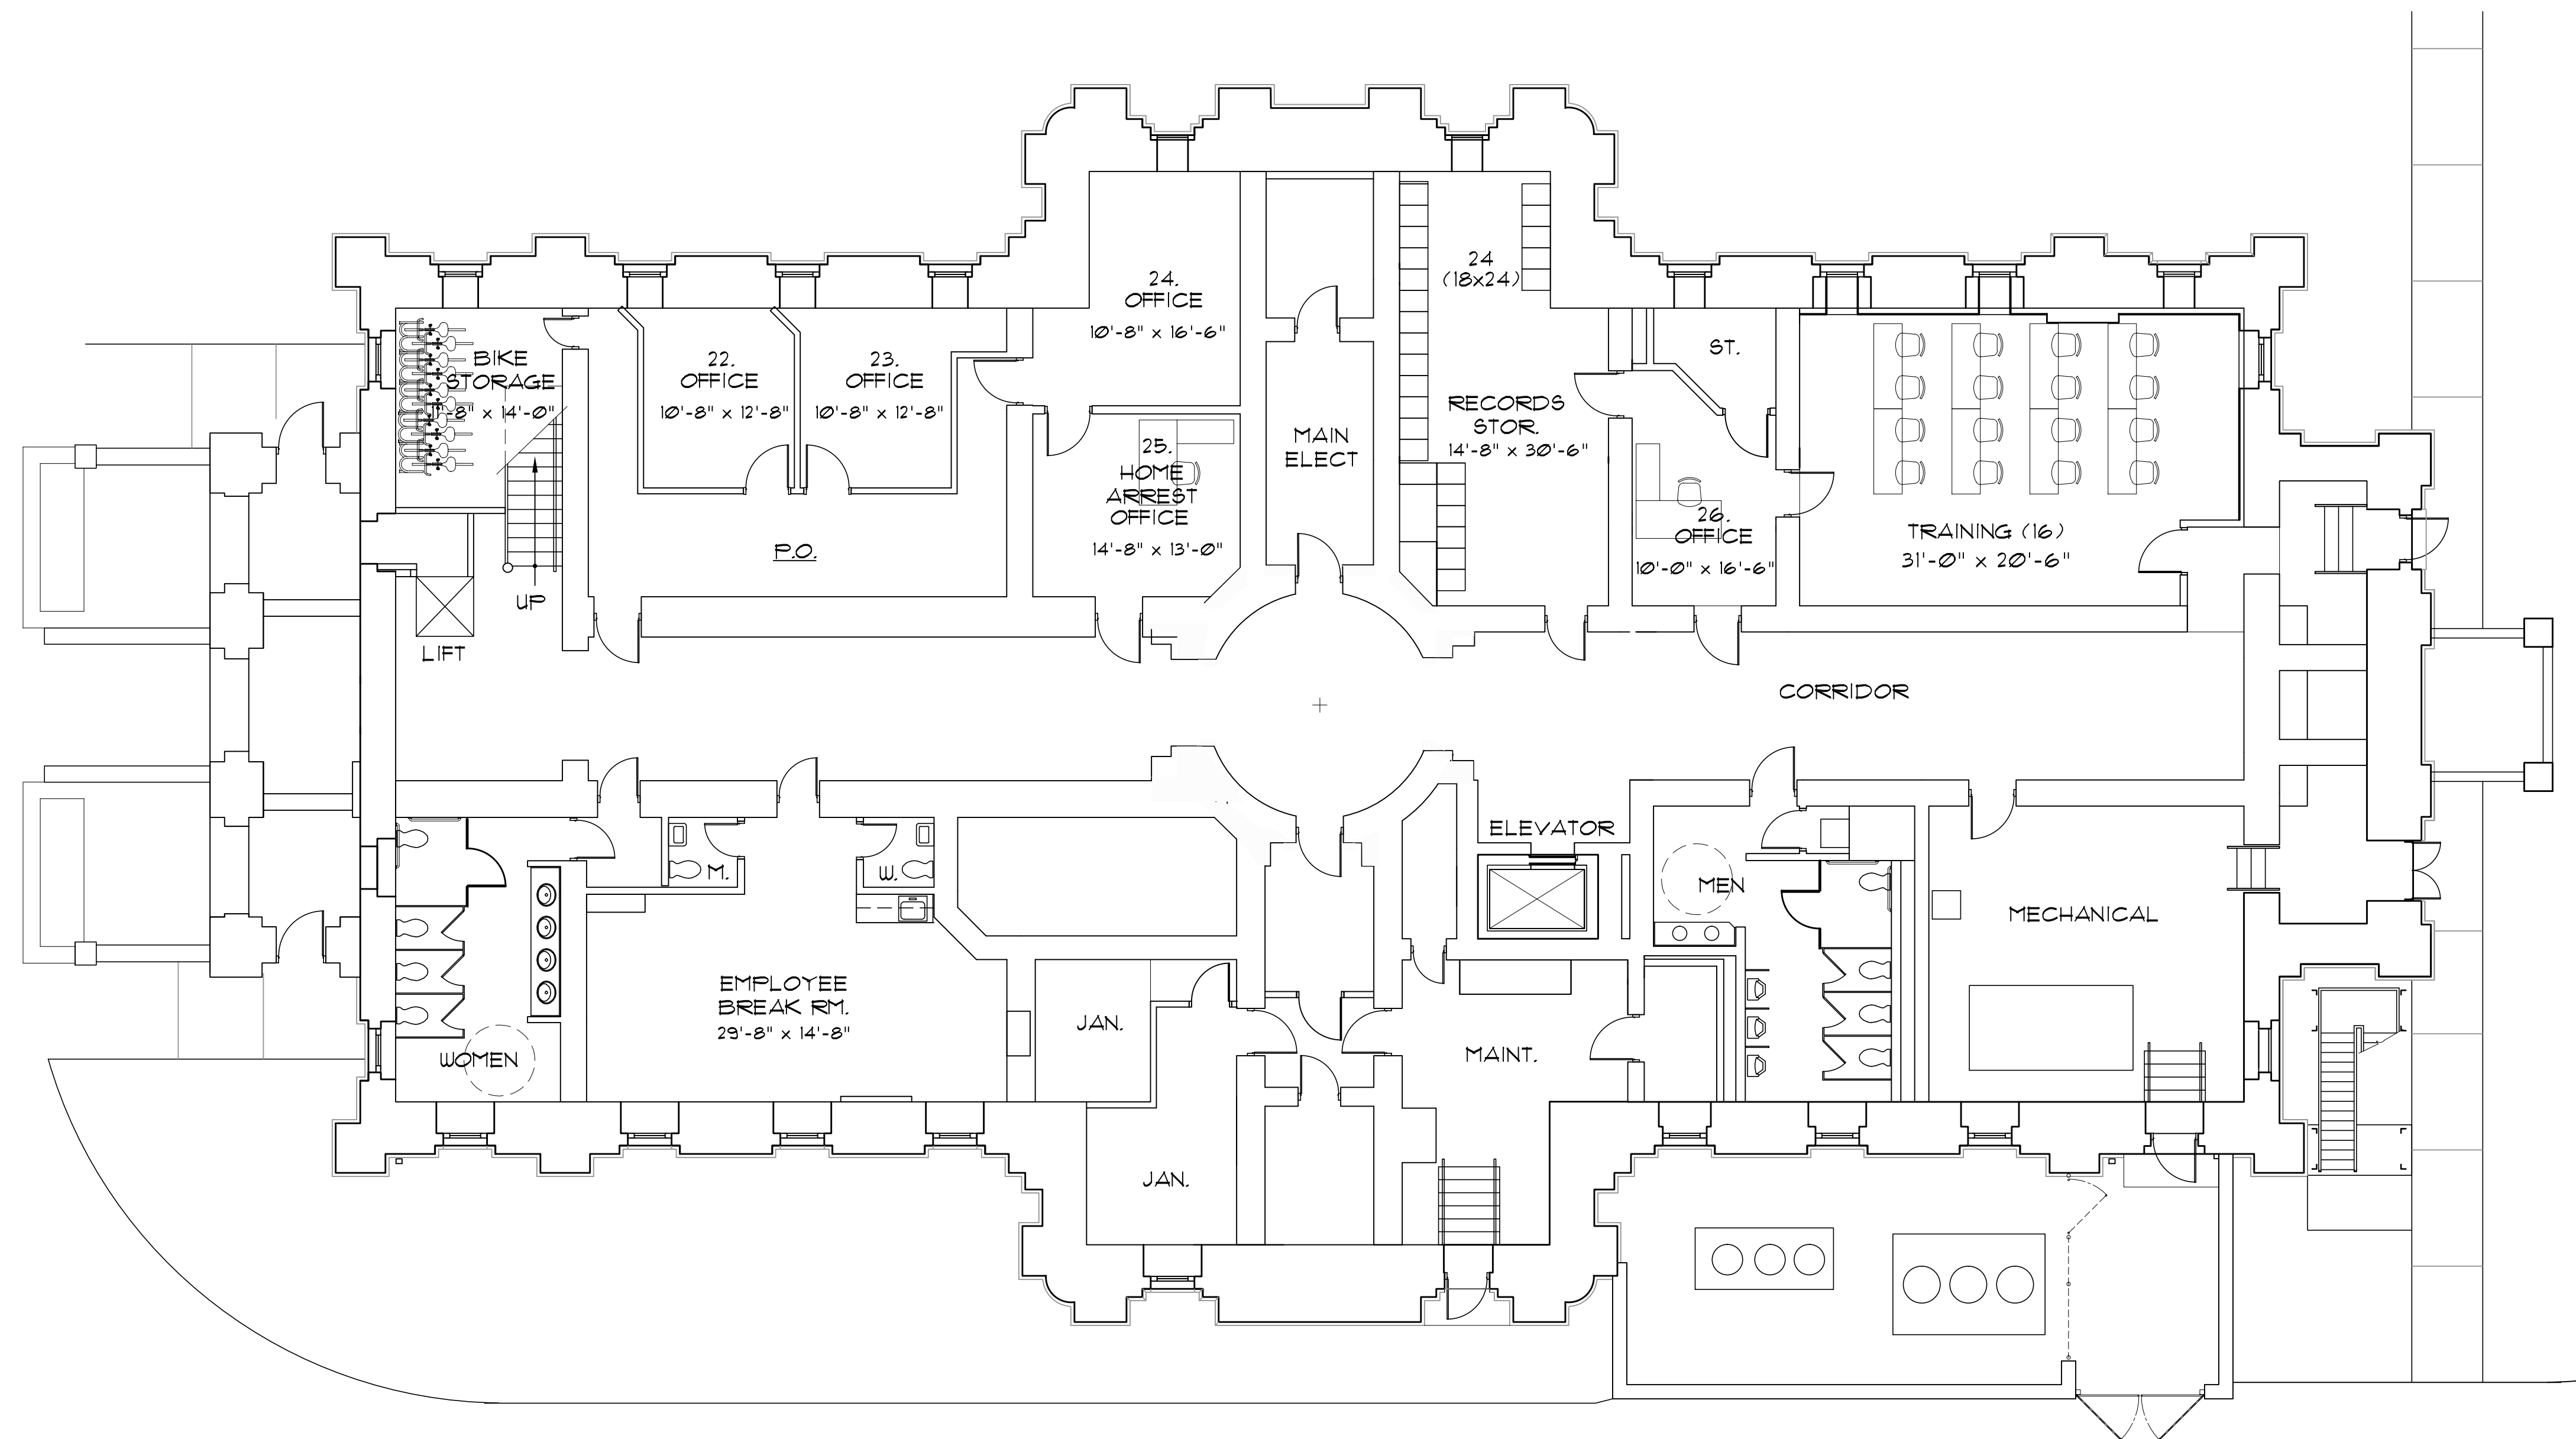 24.
OFFICE
10'-8" x 16'-6"
24
(18x24)
BIKE
STORAGE
-8" x 14'-0"
22.
OFFICE
10'-8" x 12'-8"
23.
OFFICE
10'-8" x 12'-8"
ST.
25.
HOME
ARREST
OFFICE
14'-8" x 13'-0"
MAIN
ELECT
RECORDS
STOR.
14'-8" x 30'-6"
26.
OFFICE
10'-0" x 16'-6"
TRAINING (16)
31'-0" x 20'-6"
P.O.
UP
LIFT
CORRIDOR
ELEVATOR
M.
W.
MEN
MECHANICAL
EMPLOYEE
BREAK RM.
29'-8" x 14'-8"
JAN.
WOMEN
MAINT.
JAN.